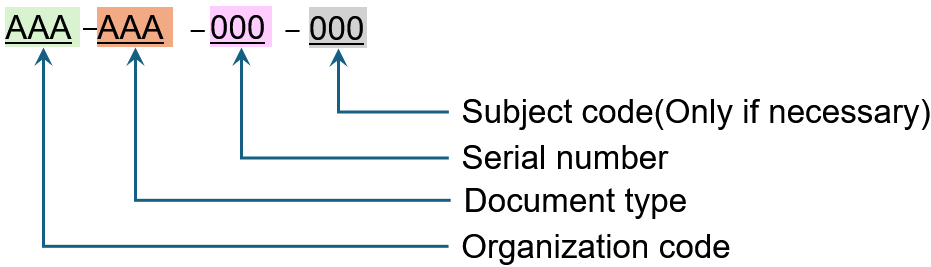 AAA –AAA – 000 – 000
Subject code(Only if necessary)
Serial number
Document type
Organization code